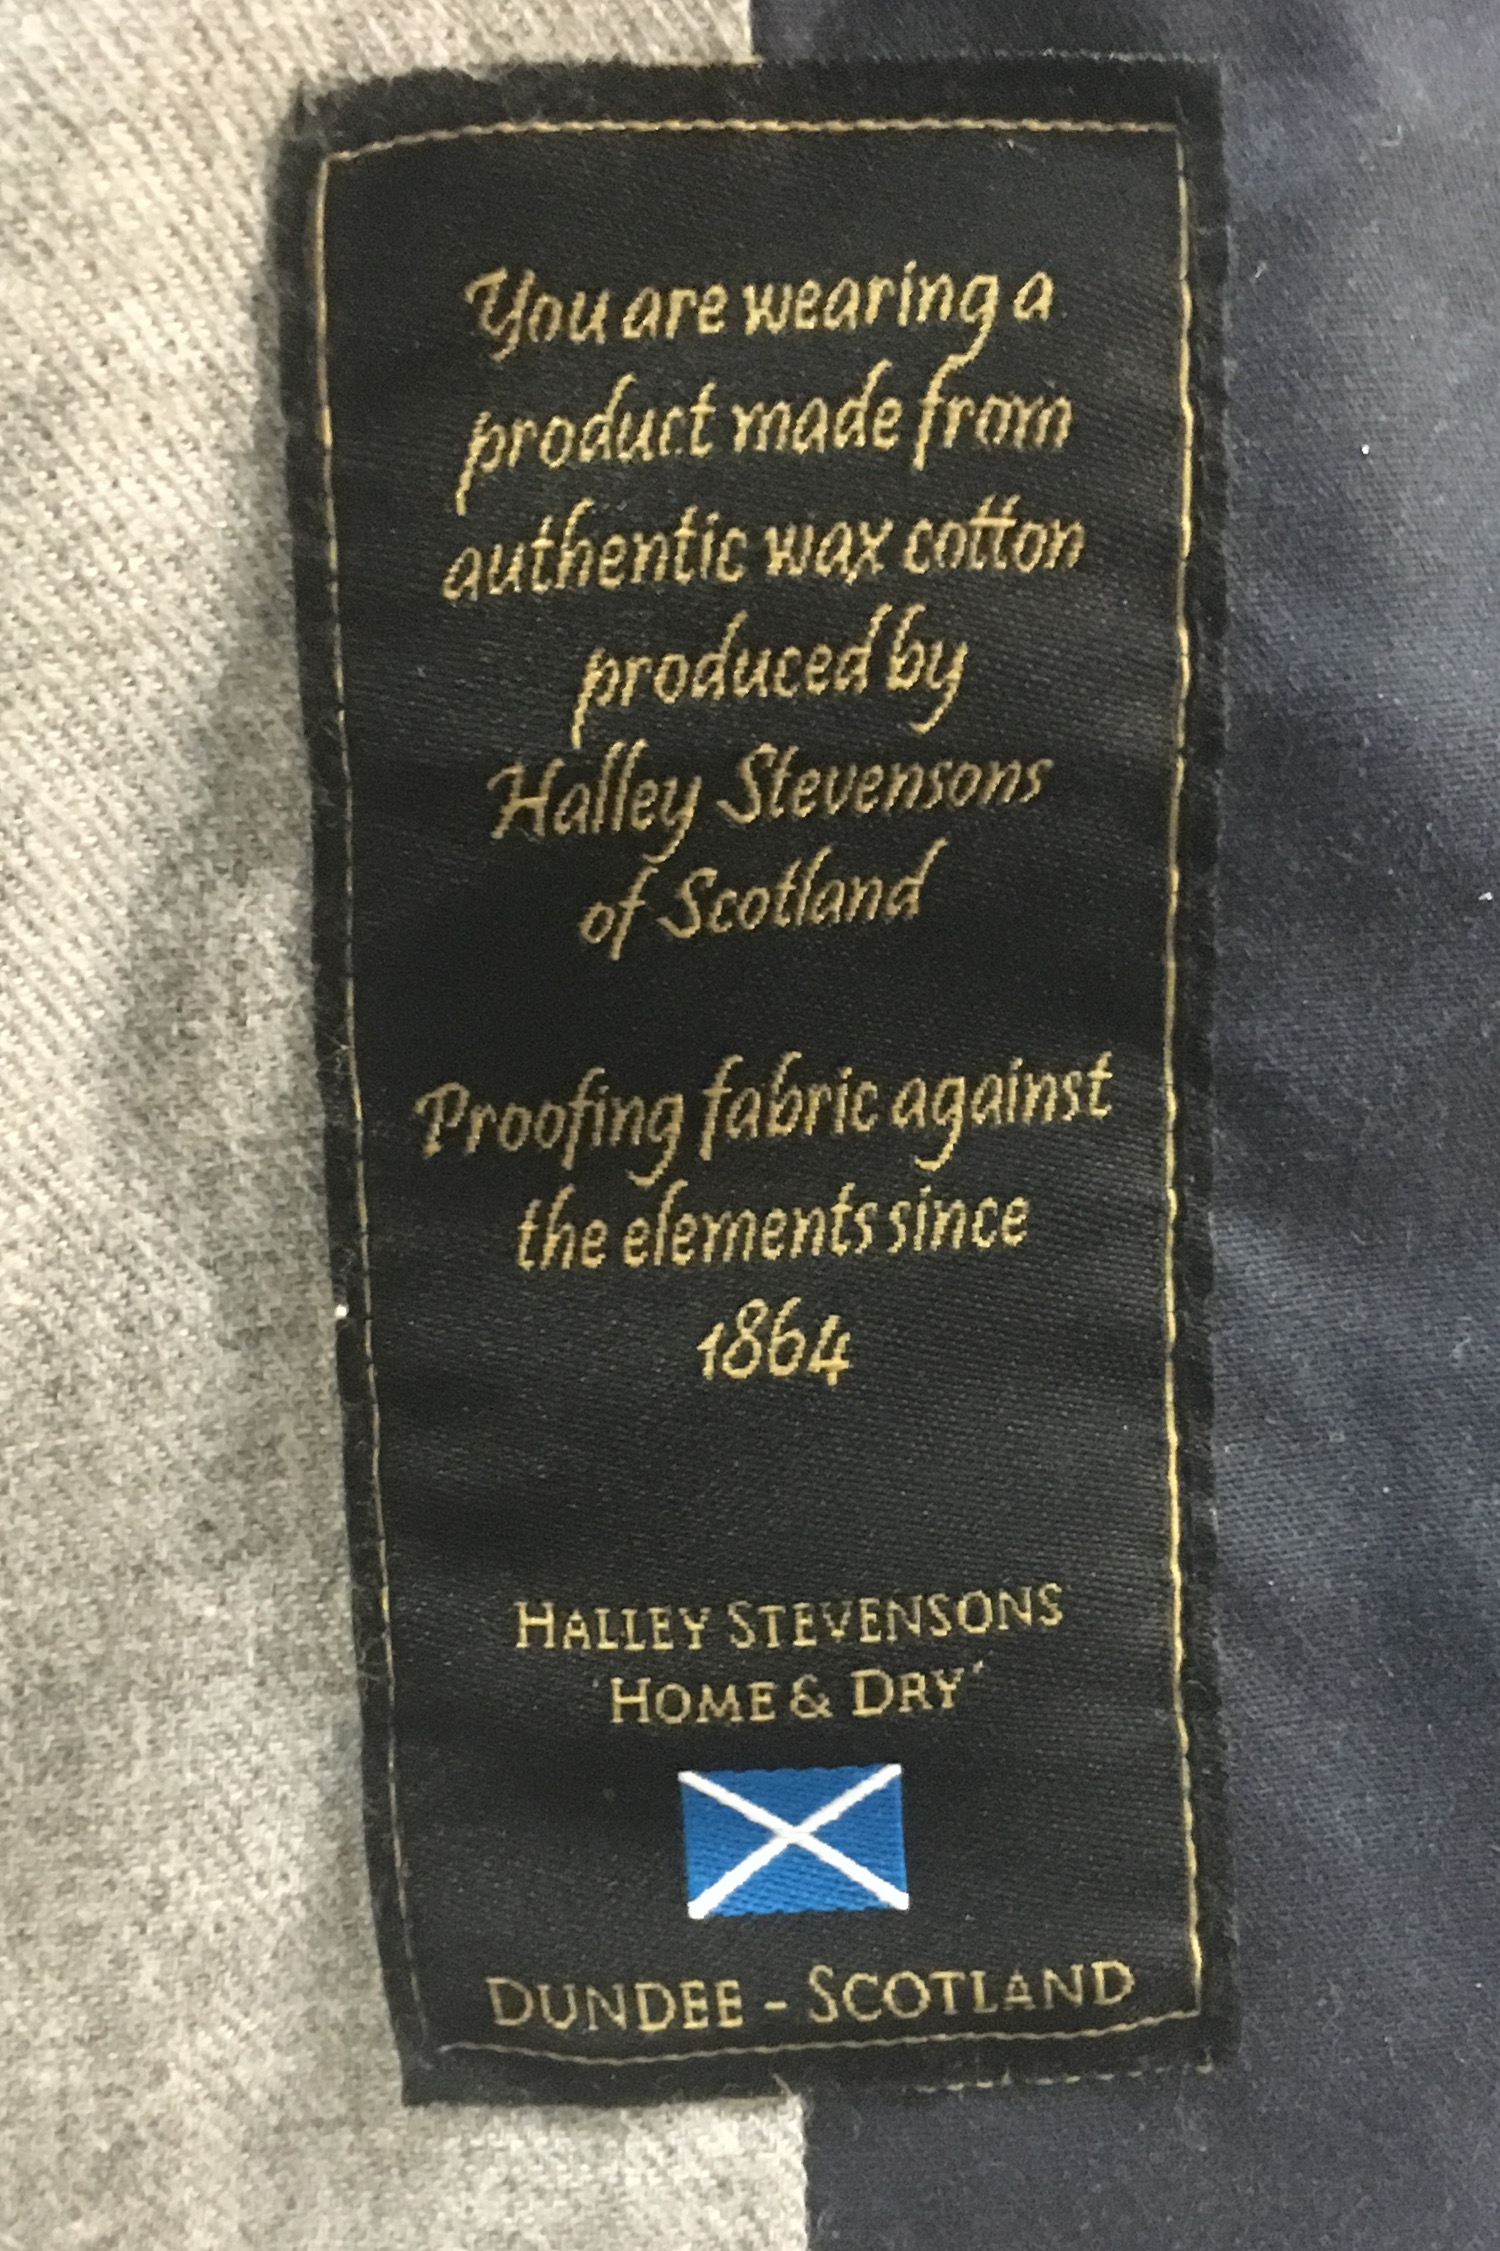 You are wearing a
product made from
authentic wax cotton
produced by
Halley Stevensons
of Scotland
Proofing fabric against
the elements since
1864
HALLEY STEVENSONS
'HOME & DRY'
DUNDEE - SCOTLAND